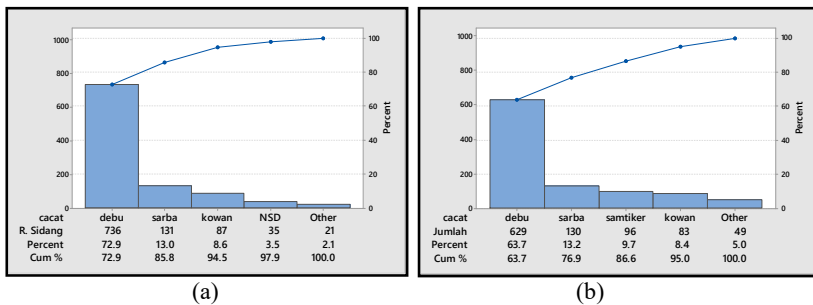 1000
800
600
400
200
0
100
80
60
40
20
0
Percent
cacat debu sarba kowan NSD Other
R. Sidang 736 131 87 35 21
Percent 72.9 13.0 8.6 3.5 2.1
Cum % 72.9 85.8 94.5 97.9 100.0
(a)
1000
800
600
400
200
0
100
80
60
40
20
0
Percent
cacat debu sarba samtiker kowan Other
Jumlah 629 130 96 83 49
Percent 63.7 13.2 9.7 8.4 5.0
Cum % 63.7 76.9 86.6 95.0 100.0
(b)